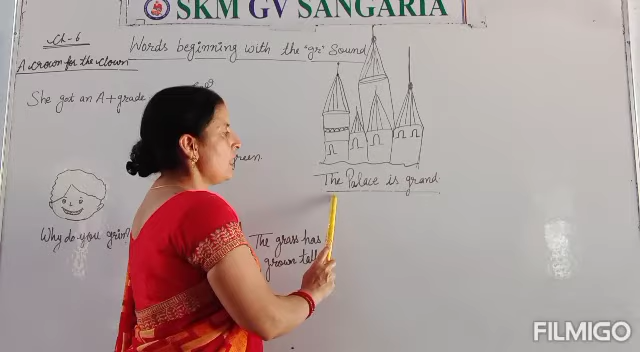 SKM GV SANGARIA
Ch-6
Words beginning with the "gr" Sound
A crown for the clown
She got an A+ grade
reen.
The Palace is grand.
Why do you grin
The grass has
grown tall
FILMIGO